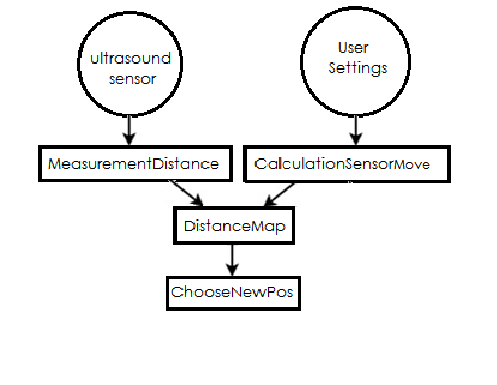 ultrasound
sensor
User
Settings
MeasurementDistance
CalculationSensorMove
DistanceMap
ChooseNewPos